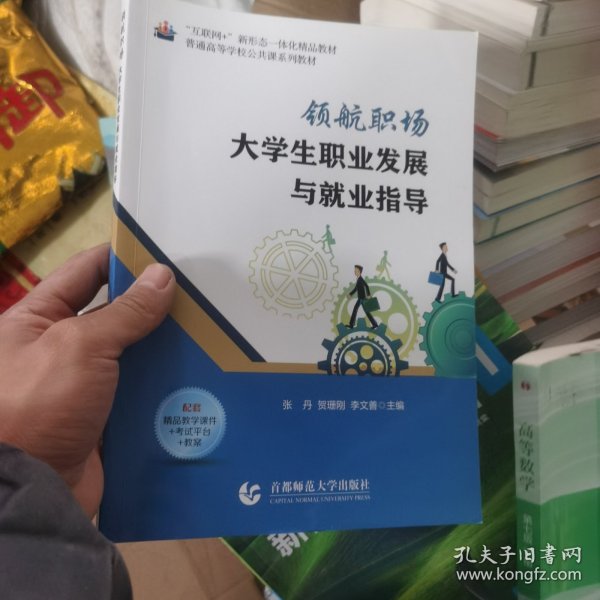 "互联网+"新形态一体化精品教材
普通高等学校公共课系列教材
领航职场
大学生职业发展
与就业指导
张 丹 贺珊刚 李文善◎主编
配套
精品教学课件
+考试平台
+教案
首都师范大学出版社
CAPITAL NORMAL UNIVERSITY PRESS
高等数学
孔夫子旧书网
www.kongfz.com